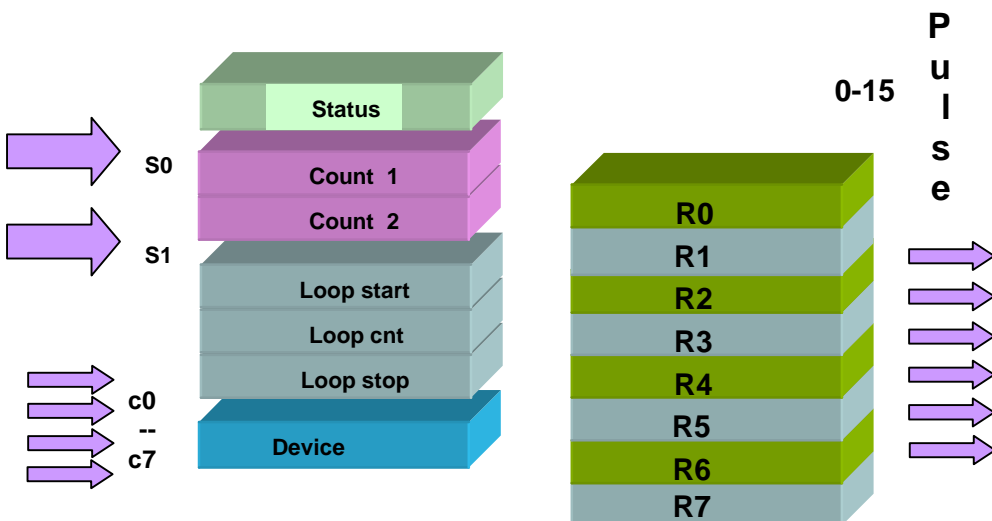 Status
S0
Count 1
Count 2
S1
Loop start
Loop cnt
Loop stop
c0
--
c7
Device
0-15
Pulse
R0
R1
R2
R3
R4
R5
R6
R7